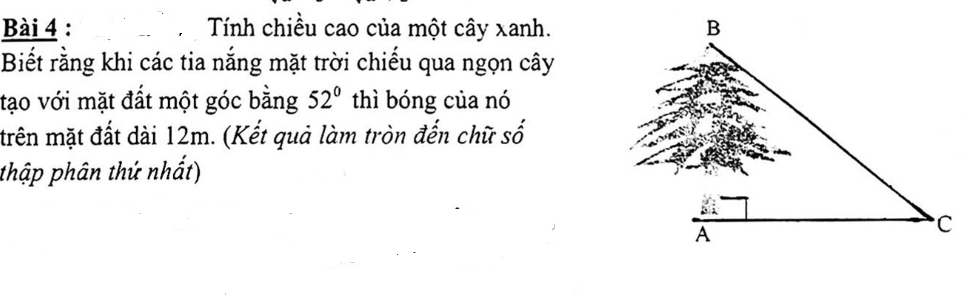 Bài 4 : Tính chiều cao của một cây xanh.
Biết rằng khi các tia nắng mặt trời chiếu qua ngọn cây
tạo với mặt đất một góc bằng 52⁰ thì bóng của nó
trên mặt đất dài 12m. (Kết quả làm tròn đến chữ số
thập phân thứ nhất)
B
A
C